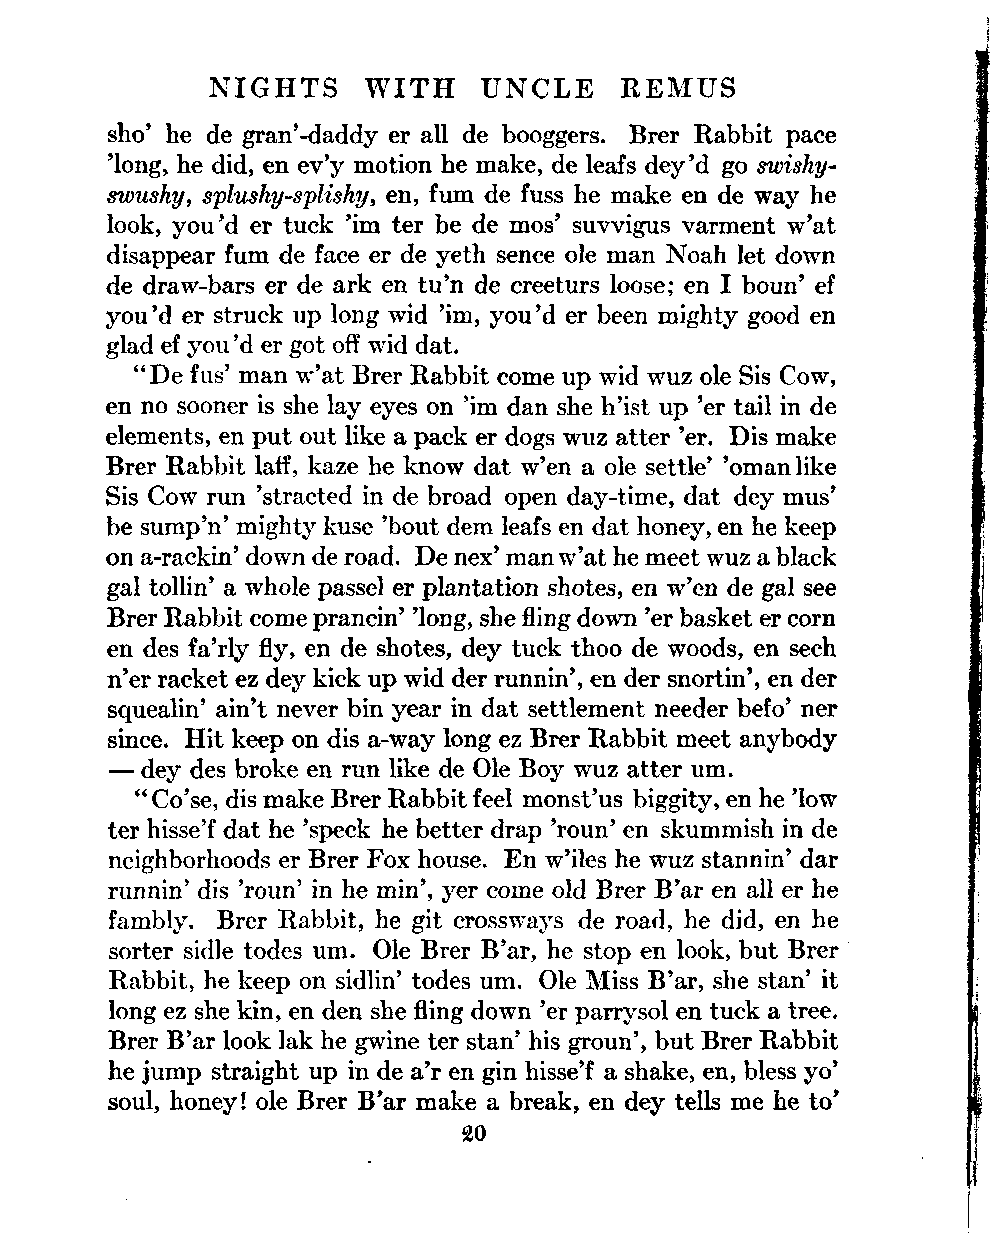 NIGHTS WITH UNCLE REMUS
sho' he de gran'-daddy er all de booggers. Brer Rabbit pace
'long, he did, en ev'y motion he make, de leafs dey'd go swishy-
swushy, splushy-splishy, en, fum de fuss he make en de way he
look, you'd er tuck 'im ter be de mos' suvvigus varment w'at
disappear fum de face er de yeth sence ole man Noah let down
de draw-bars er de ark en tu'n de creeturs loose; en I boun' ef
you'd er struck up long wid 'im, you'd er been mighty good en
glad ef you'd er got off wid dat.
"De fus' man w'at Brer Rabbit come up wid wuz ole Sis Cow,
en no sooner is she lay eyes on 'im dan she h'ist up 'er tail in de
elements, en put out like a pack er dogs wuz atter 'er. Dis make
Brer Rabbit laff, kaze he know dat w'en a ole settle' 'oman like
Sis Cow run 'stracted in de broad open day-time, dat dey mus'
be sump'n' mighty kuse 'bout dem leafs en dat honey, en he keep
on a-rackin' down de road. De nex' man w'at he meet wuz a black
gal tollin' a whole passel er plantation shotes, en w'en de gal see
Brer Rabbit come prancin' 'long, she fling down 'er basket er corn
en des fa'rly fly, en de shotes, dey tuck thoo de woods, en sech
n'er racket ez dey kick up wid der runnin', en der snortin', en der
squealin' ain't never bin year in dat settlement needer befo' ner
since. Hit keep on dis a-way long ez Brer Rabbit meet anybody
— dey des broke en run like de Ole Boy wuz atter um.
"Co'se, dis make Brer Rabbit feel monst'us biggity, en he 'low
ter hisse'f dat he 'speck he better drap 'roun' en skummish in de
neighborhoods er Brer Fox house. En w'iles he wuz stannin' dar
runnin' dis 'roun' in he min', yer come old Brer B'ar en all er he
fambly. Brer Rabbit, he git crossways de road, he did, en he
sorter sidle todes um. Ole Brer B'ar, he stop en look, but Brer
Rabbit, he keep on sidlin' todes um. Ole Miss B'ar, she stan' it
long ez she kin, en den she fling down 'er parrysol en tuck a tree.
Brer B'ar look lak he gwine ter stan' his groun', but Brer Rabbit
he jump straight up in de a'r en gin hisse'f a shake, en, bless yo'
soul, honey! ole Brer B'ar make a break, en dey tells me he to'
20